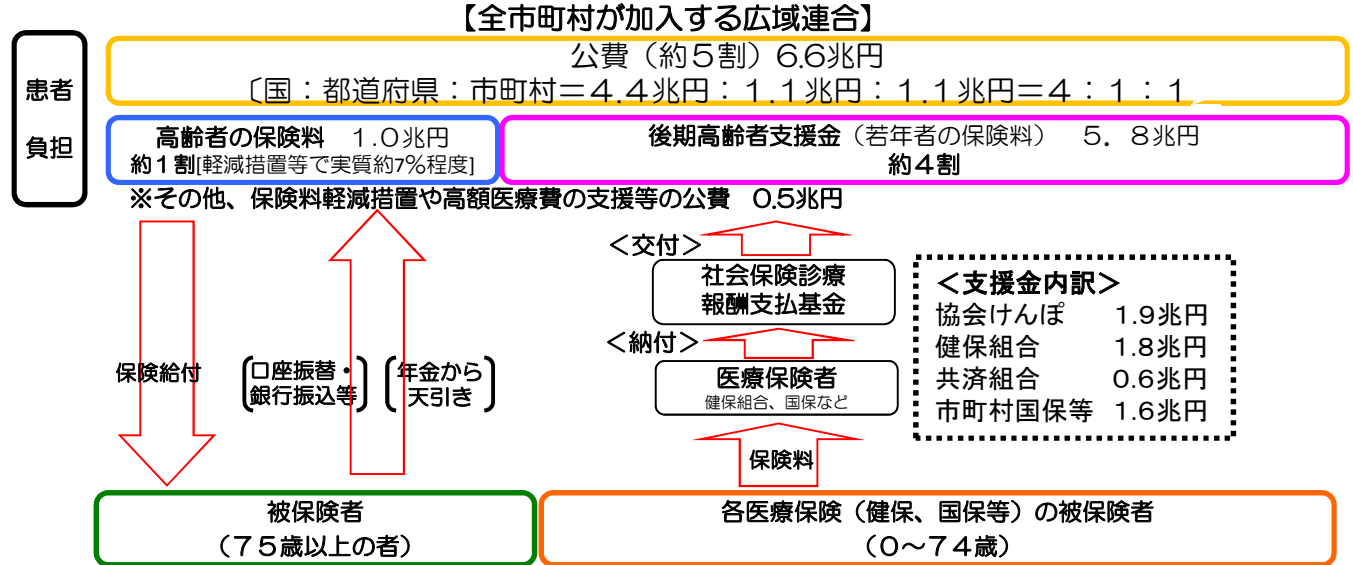 【全市町村が加入する広域連合】
患者
負担
公費（約５割）6.6兆円
〔国：都道府県：市町村＝４.４兆円：１.１兆円：１.１兆円＝４：１：１
高齢者の保険料　１.０兆円
約１割[軽減措置等で実質約7％程度]
後期高齢者支援金（若年者の保険料）　５．８兆円
約４割
※その他、保険料軽減措置や高額医療費の支援等の公費　0.5兆円
＜交付＞
社会保険診療
報酬支払基金
＜納付＞
医療保険者
健保組合、国保など
保険料
＜支援金内訳＞
協会けんぽ　1.9兆円
健保組合　1.8兆円
共済組合　0.6兆円
市町村国保等　1.6兆円
保険給付
口座振替・
銀行振込等
年金から
天引き
被保険者
（７５歳以上の者）
各医療保険（健保、国保等）の被保険者
（０～７４歳）